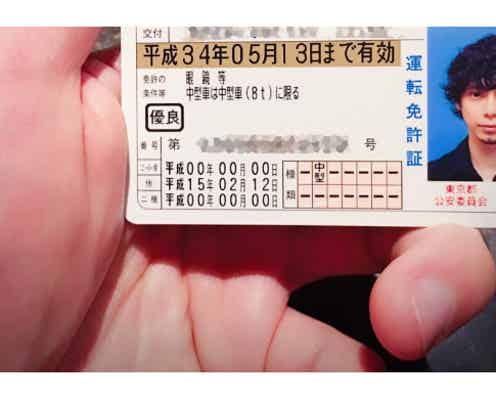 交付
平成34年05月13日まで有効
免許の
条件等
眼鏡等
中型車は中型車(8t)に限る
優良
番号 第 号
平成00年00月00日
他 平成15年02月12日
二種 平成00年00月00日
種類
中型
運転免許証
東京都
公安委員会